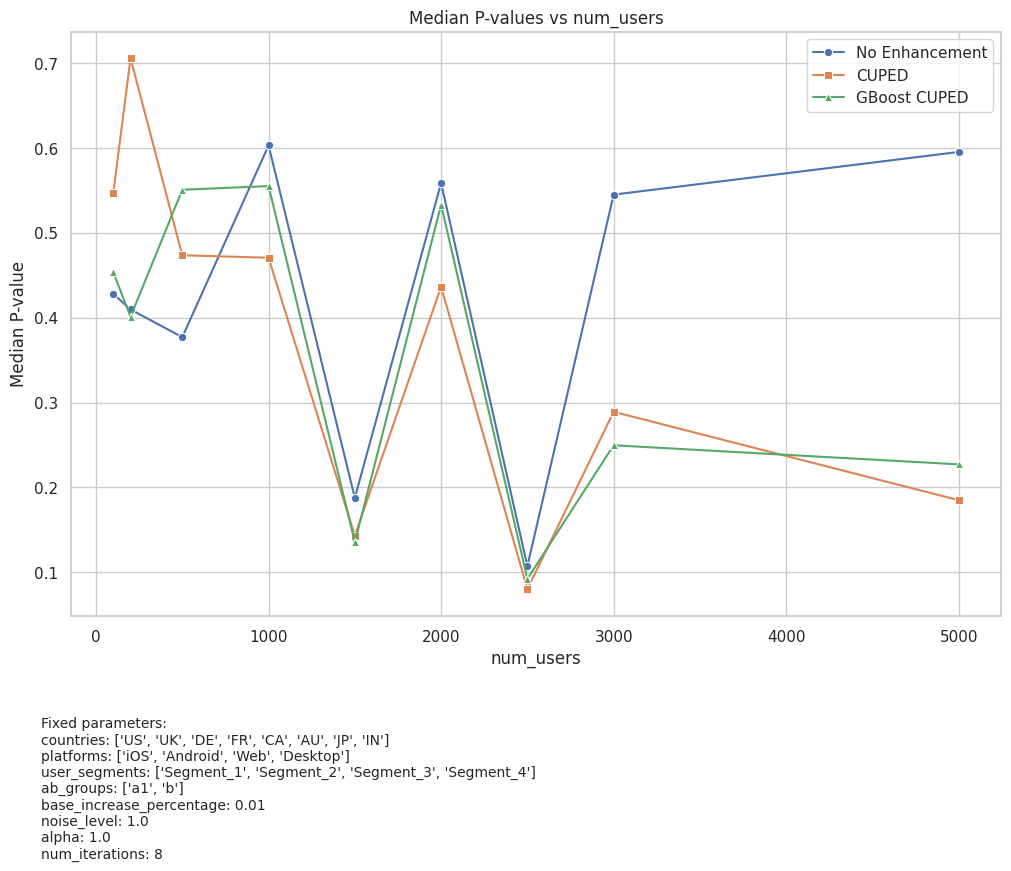 Median P-values vs num_users
No Enhancement
CUPED
GBoost CUPED
Median P-value
0.7
0.6
0.5
0.4
0.3
0.2
0.1
0
1000
2000
3000
4000
5000
num_users
Fixed parameters:
countries: ['US', 'UK', 'DE', 'FR', 'CA', 'AU', 'JP', 'IN']
platforms: ['iOS', 'Android', 'Web', 'Desktop']
user_segments: ['Segment_1', 'Segment_2', 'Segment_3', 'Segment_4']
ab_groups: ['a1', 'b']
base_increase_percentage: 0.01
noise_level: 1.0
alpha: 1.0
num_iterations: 8